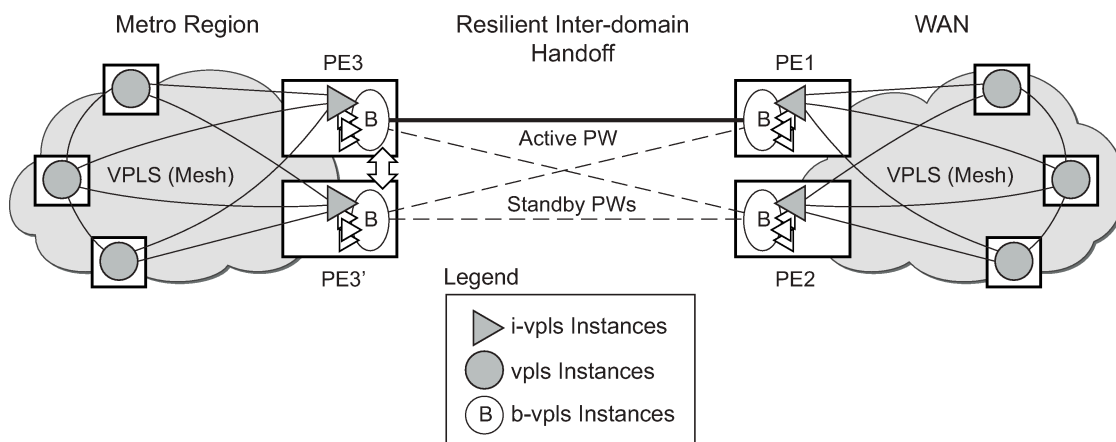 Metro Region
Resilient Inter-domain
Handoff
WAN
PE3
PE1
B
B
Active PW
VPLS (Mesh)
VPLS (Mesh)
Standby PWs
B
B
PE3’
PE2
Legend
i-vpls Instances
vpls Instances
B
b-vpls Instances